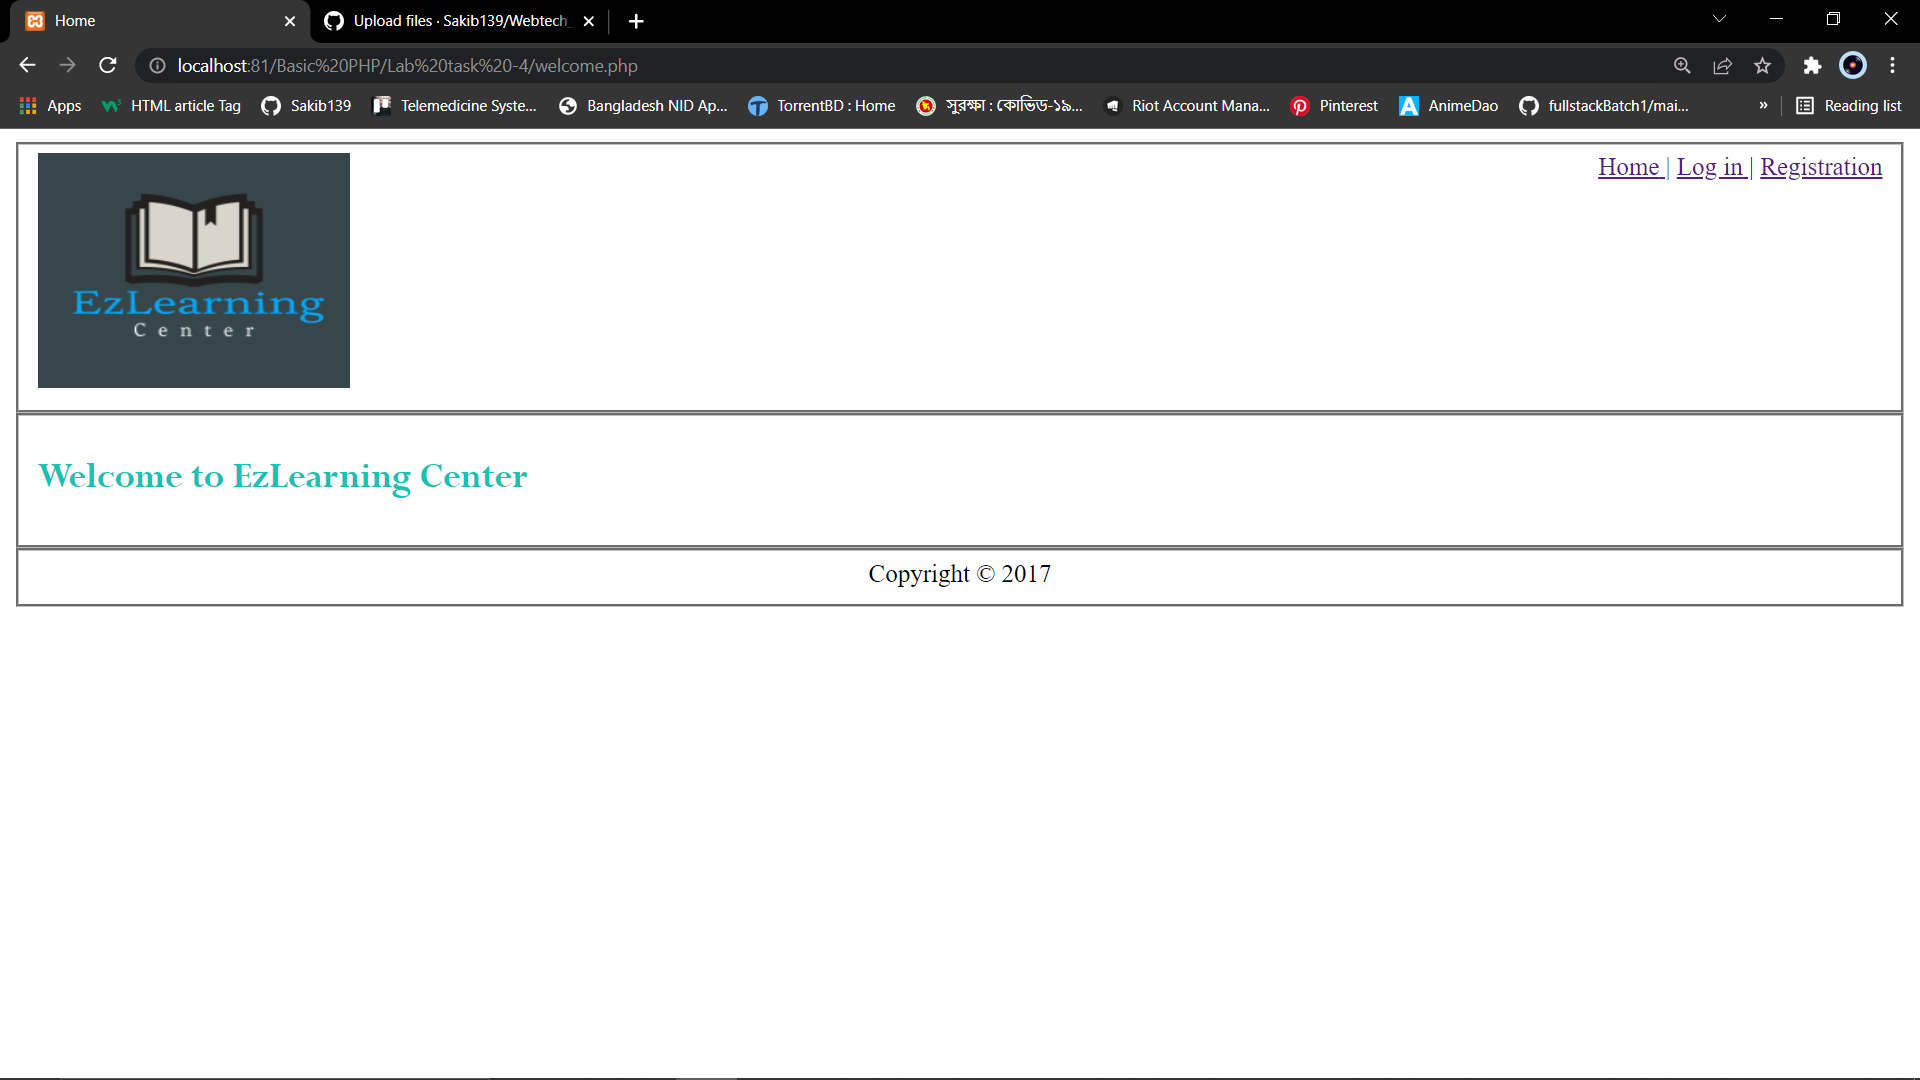 Home
Upload files · Sakib139/Webtech_
localhost:81/Basic%20PHP/Lab%20task%20-4/welcome.php
Apps HTML article Tag Sakib139 Telemedicine Syste... Bangladesh NID Ap... TorrentBD : Home সুরক্ষা : কোভিড-১৯... Riot Account Mana... Pinterest AnimeDao fullstackBatch1/mai... » Reading list
Home | Log in | Registration
EzLearning
Center
Welcome to EzLearning Center
Copyright © 2017